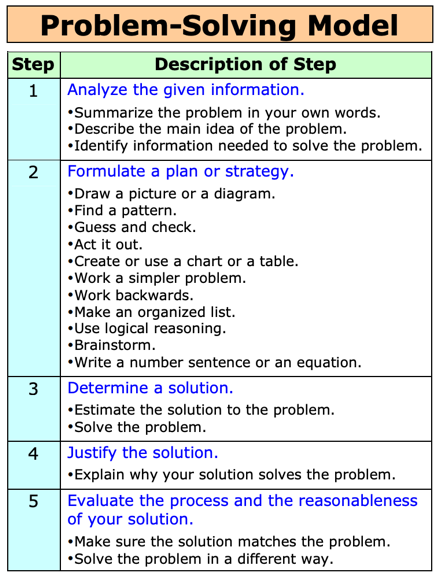 Problem-Solving Model
Step Description of Step
1 Analyze the given information.
•Summarize the problem in your own words.
•Describe the main idea of the problem.
•Identify information needed to solve the problem.
2 Formulate a plan or strategy.
•Draw a picture or a diagram.
•Find a pattern.
•Guess and check.
•Act it out.
•Create or use a chart or a table.
•Work a simpler problem.
•Work backwards.
•Make an organized list.
•Use logical reasoning.
•Brainstorm.
•Write a number sentence or an equation.
3 Determine a solution.
•Estimate the solution to the problem.
•Solve the problem.
4 Justify the solution.
•Explain why your solution solves the problem.
5 Evaluate the process and the reasonableness
of your solution.
•Make sure the solution matches the problem.
•Solve the problem in a different way.